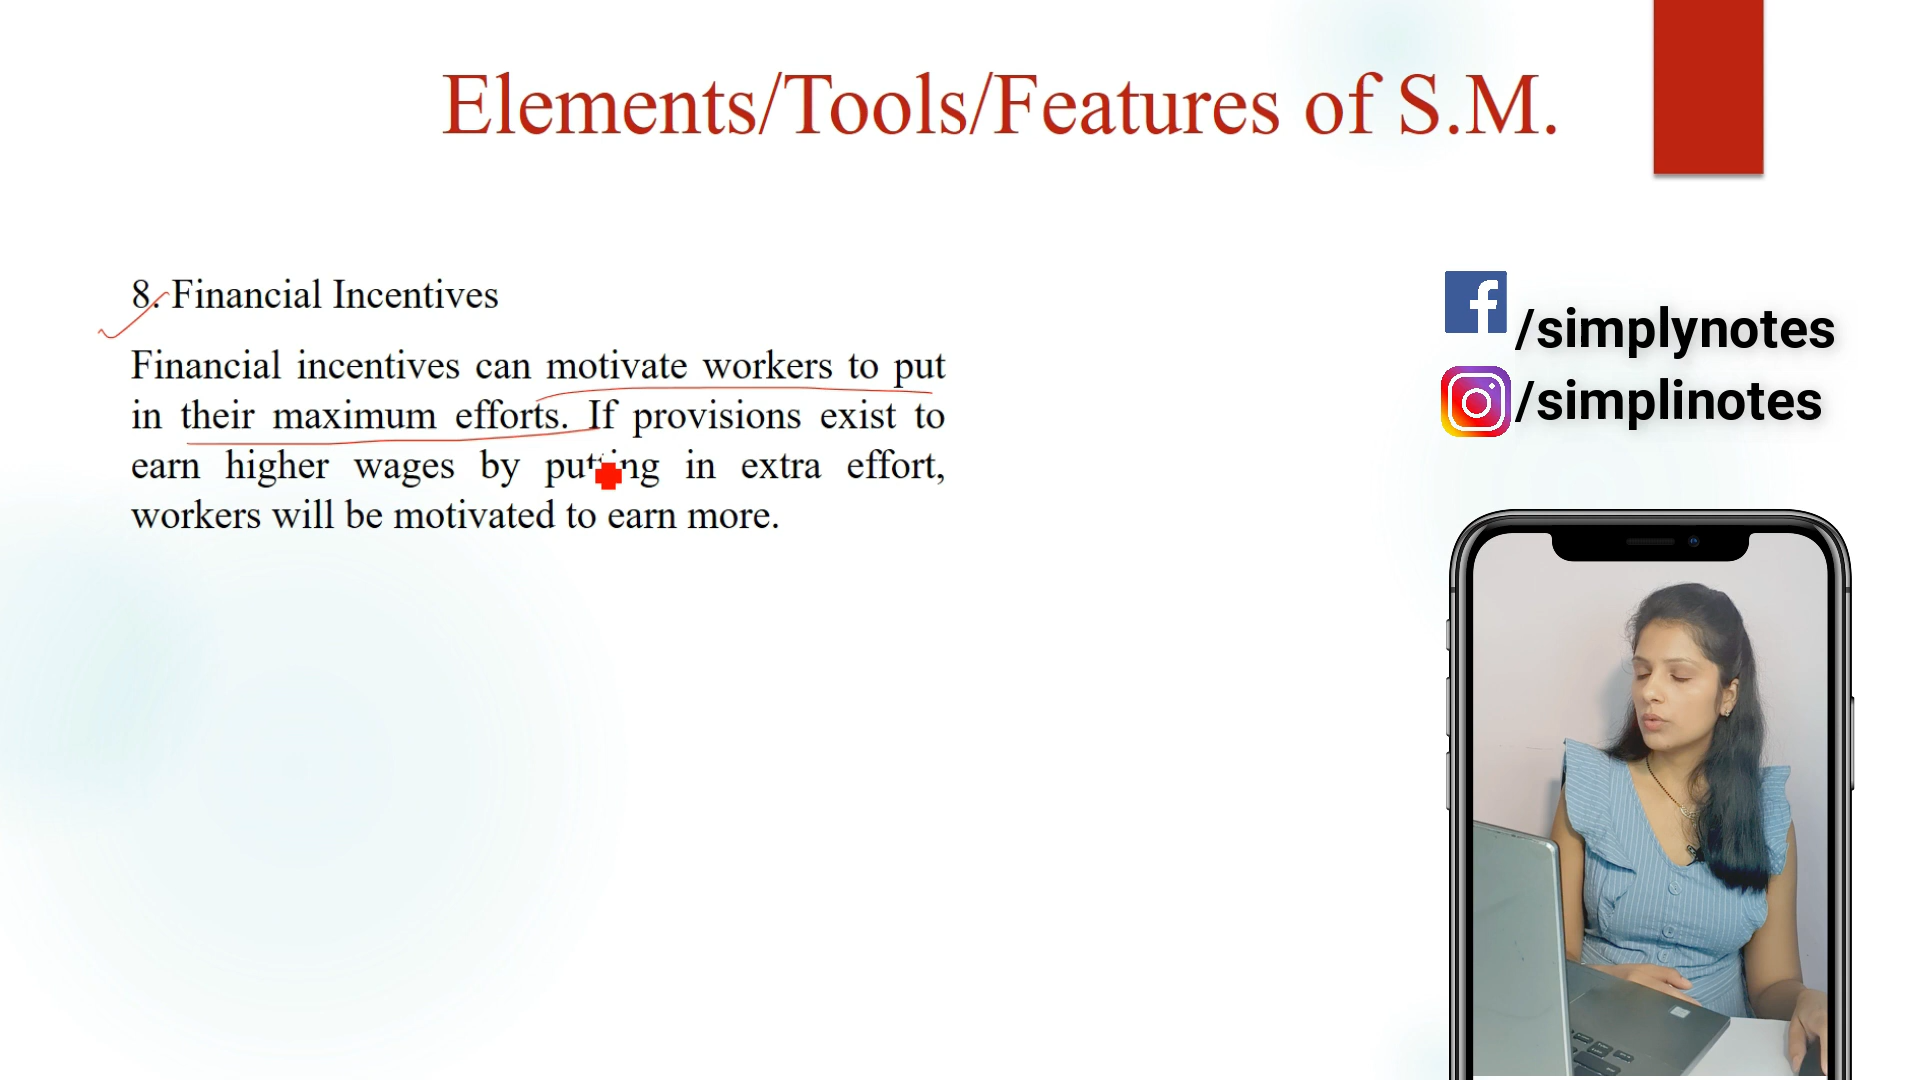 Elements/Tools/Features of S.M.
8. Financial Incentives
Financial incentives can motivate workers to put
in their maximum efforts. If provisions exist to
earn higher wages by putting in extra effort,
workers will be motivated to earn more.
/simplynotes
/simplinotes